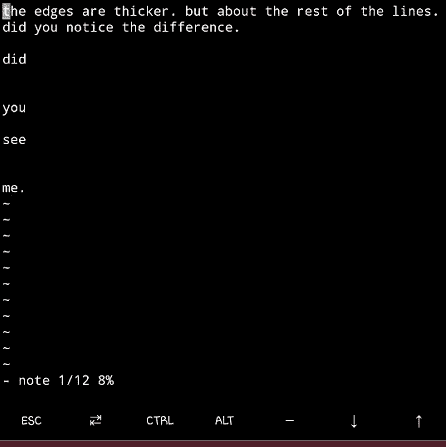 the edges are thicker. but about the rest of the lines.
did you notice the difference.
did
you
see
me.
~
~
~
~
~
~
~
~
~
~
~
- note 1/12 8%
ESC ⇄ CTRL ALT — ↓ ↑